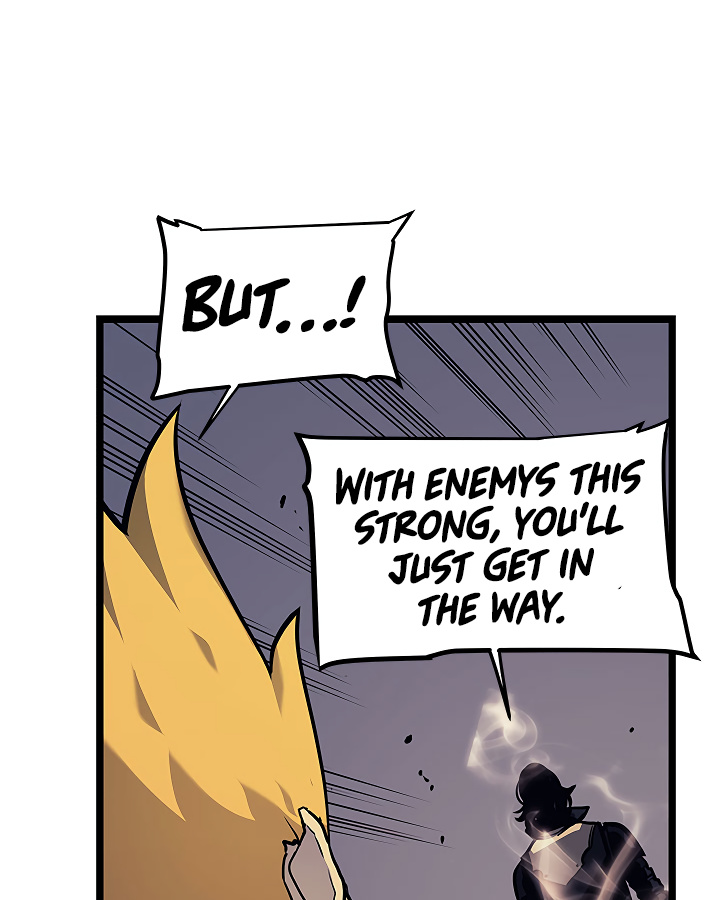 BUT...!
WITH ENEMYS THIS
STRONG, YOU'LL
JUST GET IN
THE WAY.